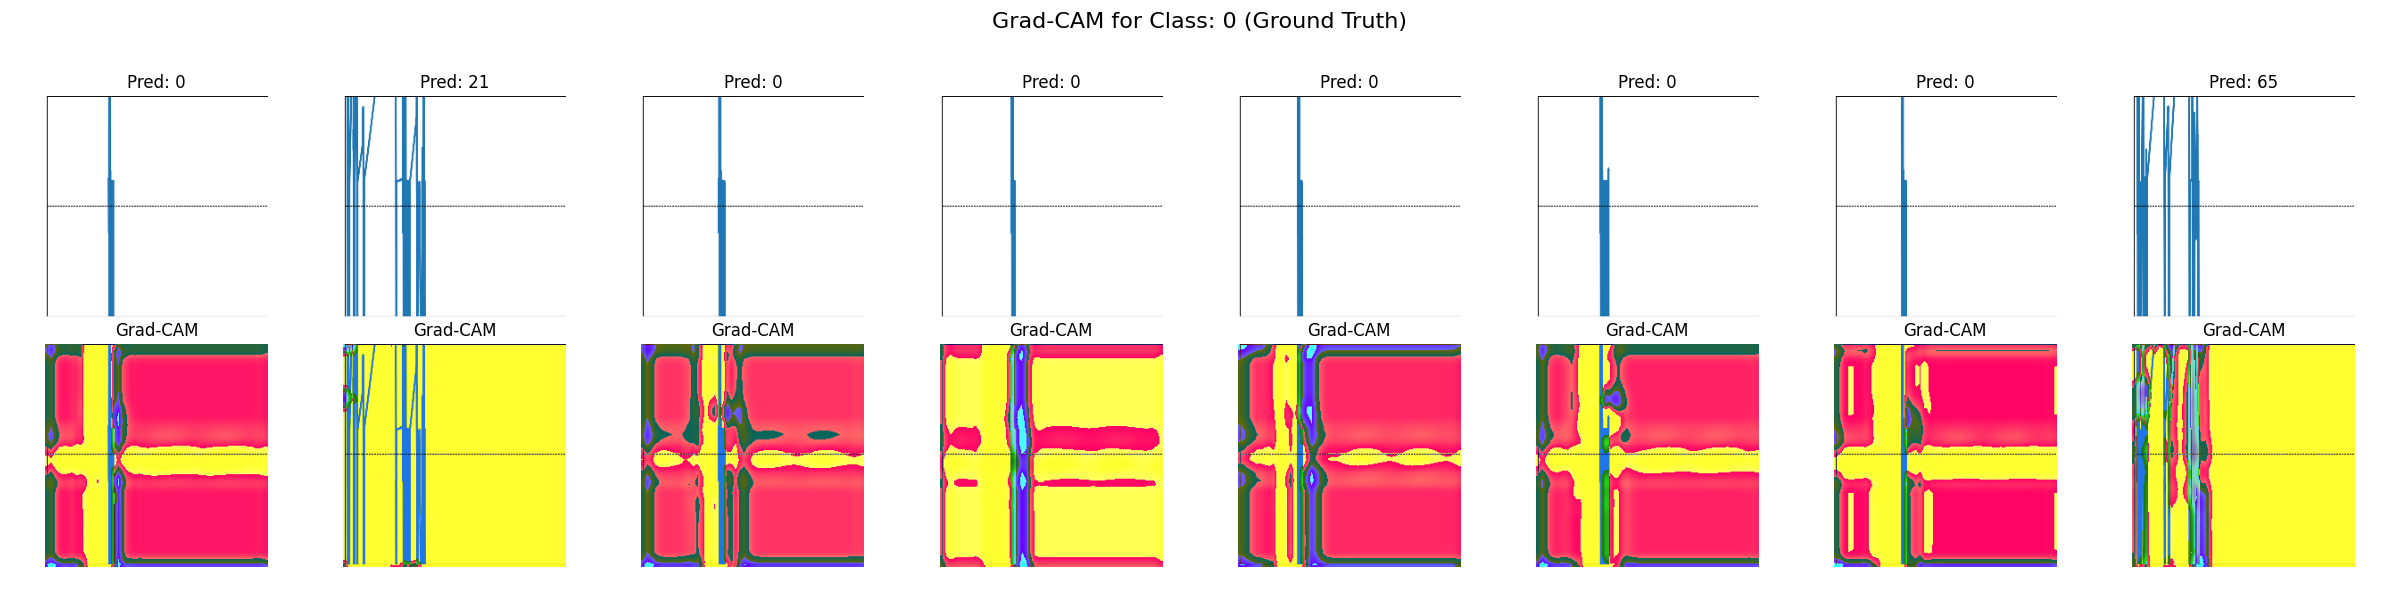 Grad-CAM for Class: 0 (Ground Truth)
Pred: 0 Pred: 21 Pred: 0 Pred: 0 Pred: 0 Pred: 0 Pred: 0 Pred: 65
Grad-CAM Grad-CAM Grad-CAM Grad-CAM Grad-CAM Grad-CAM Grad-CAM Grad-CAM